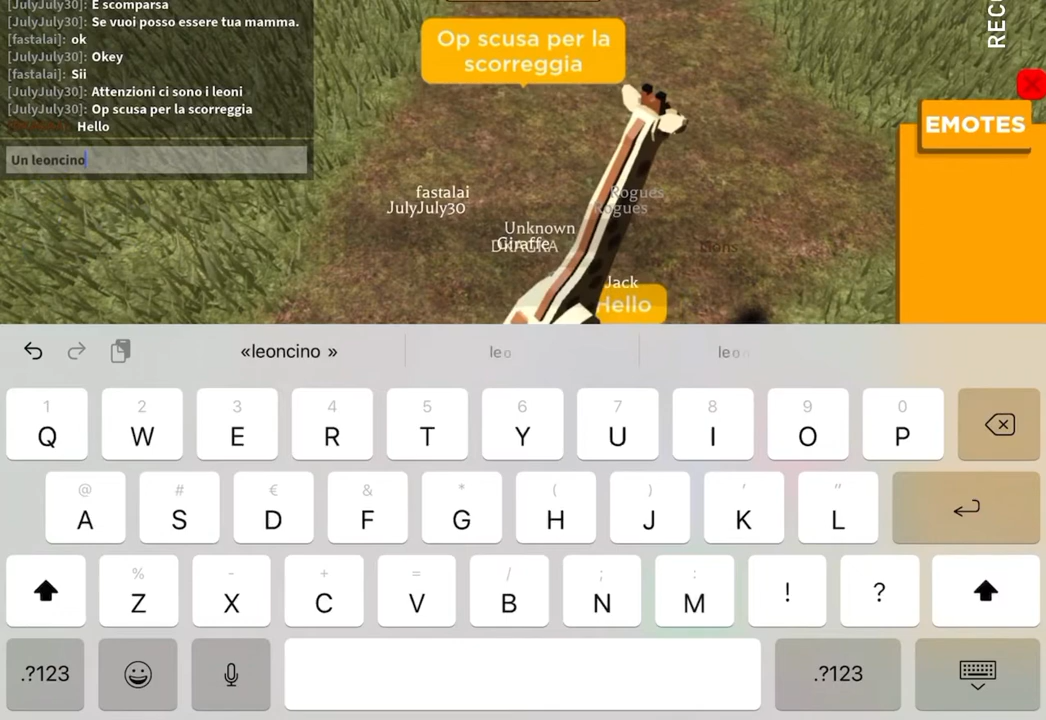 [JulyJuly30]: E scomparsa
[JulyJuly30]: Se vuoi posso essere tua mamma.
[fastalai]: ok
[JulyJuly30]: Okey
[fastalai]: Sii
[JulyJuly30]: Attenzioni ci sono i leoni
[JulyJuly30]: Op scusa per la scorreggia
Hello
Un leoncino
Op scusa per la
scorreggia
REC
EMOTES
fastalai
JulyJuly30
Rogues
Rogues
Unknown
Giraffe
Lions
Jack
Hello
«leoncino »
leo
leon
1 2 3 4 5 6 7 8 9 0
Q W E R T Y U I O P
@ # € & * ( ) ' "
A S D F G H J K L
% - + = / ; :
Z X C V B N M ! ?
.?123 .?123